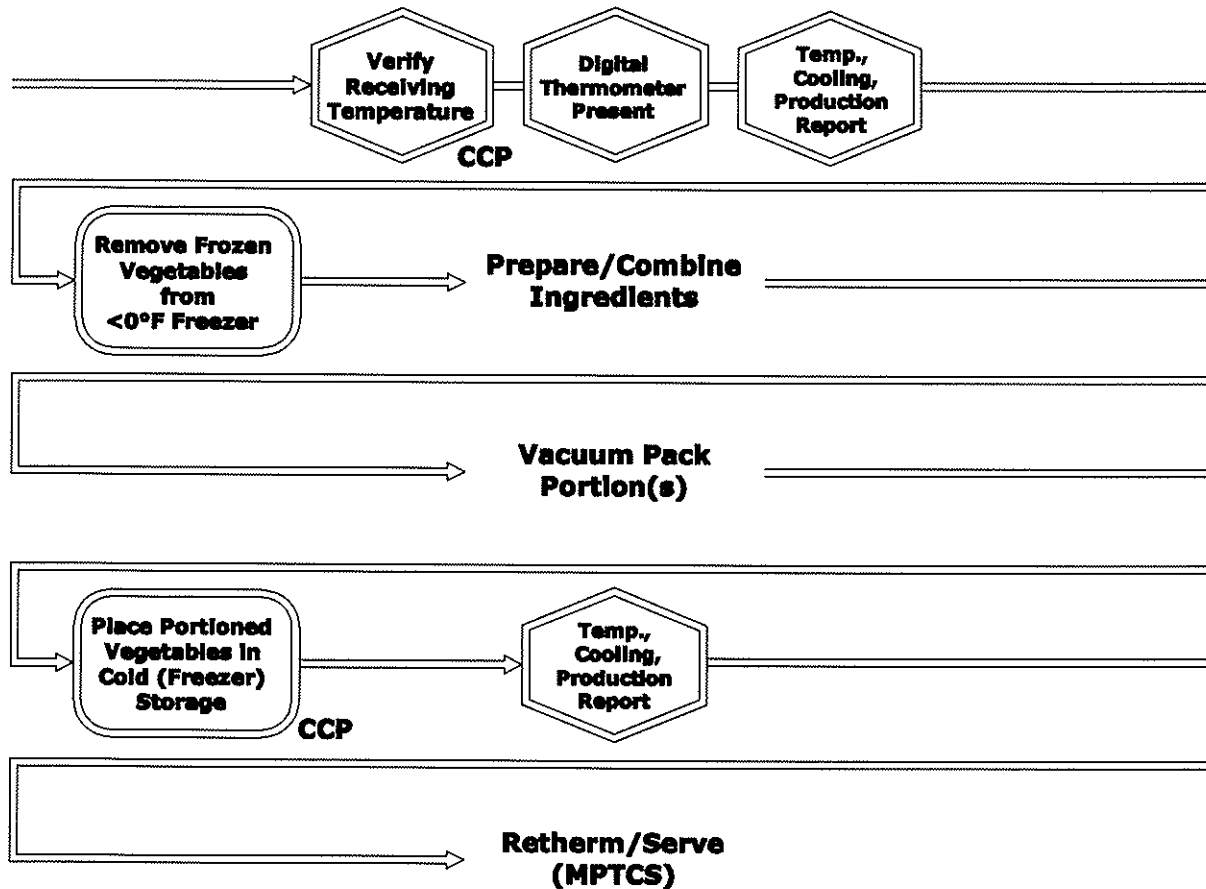 Verify
Receiving
Temperature
CCP
Digital
Thermometer
Present
Temp.,
Cooling,
Production
Report
Remove Frozen
Vegetables
from
<0°F Freezer
Prepare/Combine
Ingredients
Vacuum Pack
Portion(s)
Place Portioned
Vegetables in
Cold (Freezer)
Storage
CCP
Temp.,
Cooling,
Production
Report
Retherm/Serve
(MPTCS)